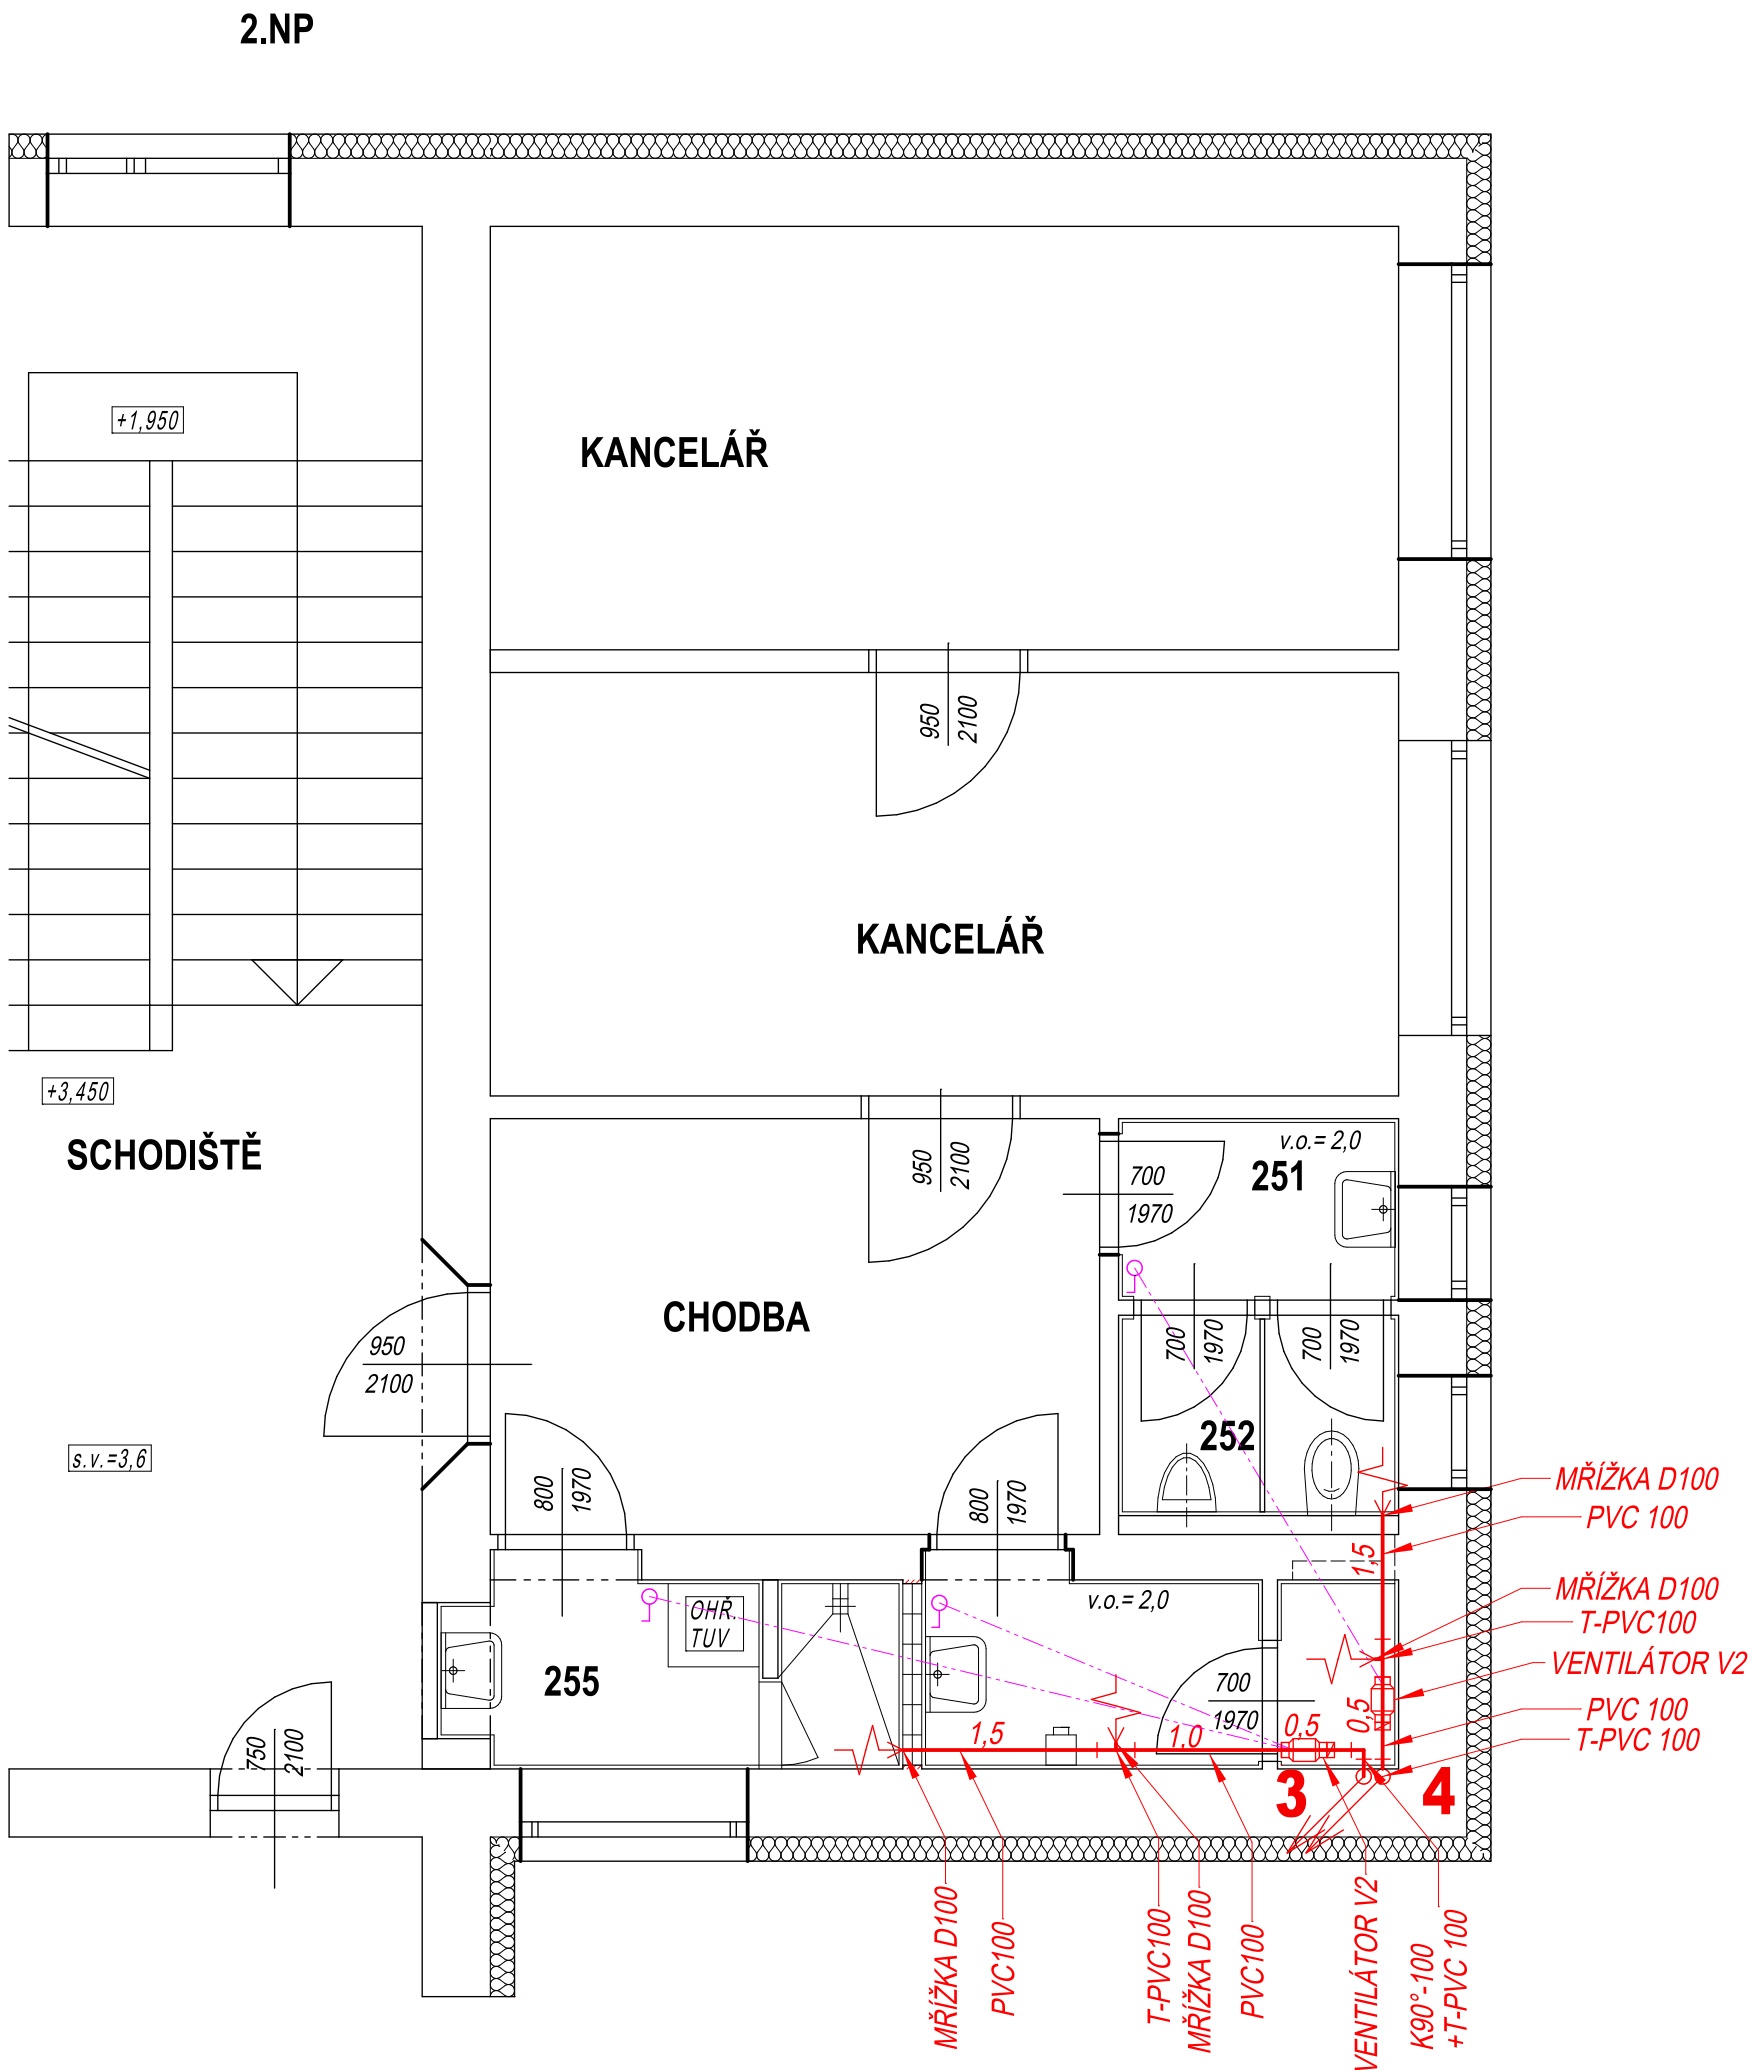 2.NP
+1,950
KANCELÁŘ
950
2100
KANCELÁŘ
+3,450
SCHODIŠTĚ
950
2100
v.o.= 2,0
251
700
1970
CHODBA
950
2100
700
1970
700
1970
252
s.v.=3,6
800
1970
800
1970
MŘÍŽKA D100
PVC 100
1,5
MŘÍŽKA D100
T-PVC100
VENTILÁTOR V2
PVC 100
T-PVC 100
OHŘ.
TUV
v.o.= 2,0
255
700
1970
0,5
750
2100
1,5
1,0
0,5
3
4
MŘÍŽKA D100
PVC100
T-PVC100
MŘÍŽKA D100
PVC100
VENTILÁTOR V2
K90°-100
+T-PVC 100